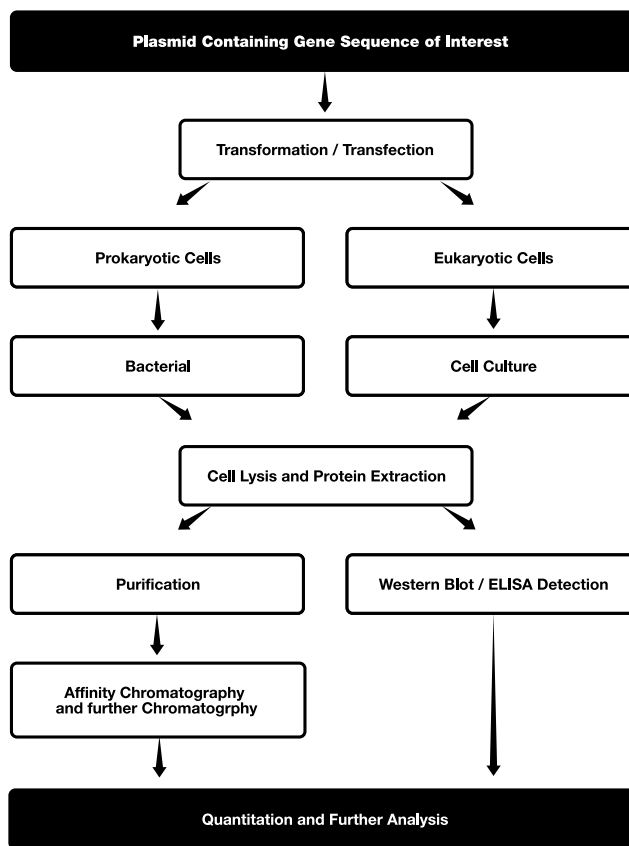 Plasmid Containing Gene Sequence of Interest
Transformation / Transfection
Prokaryotic Cells
Eukaryotic Cells
Bacterial
Cell Culture
Cell Lysis and Protein Extraction
Purification
Western Blot / ELISA Detection
Affinity Chromatography
and further Chromatogrphy
Quantitation and Further Analysis